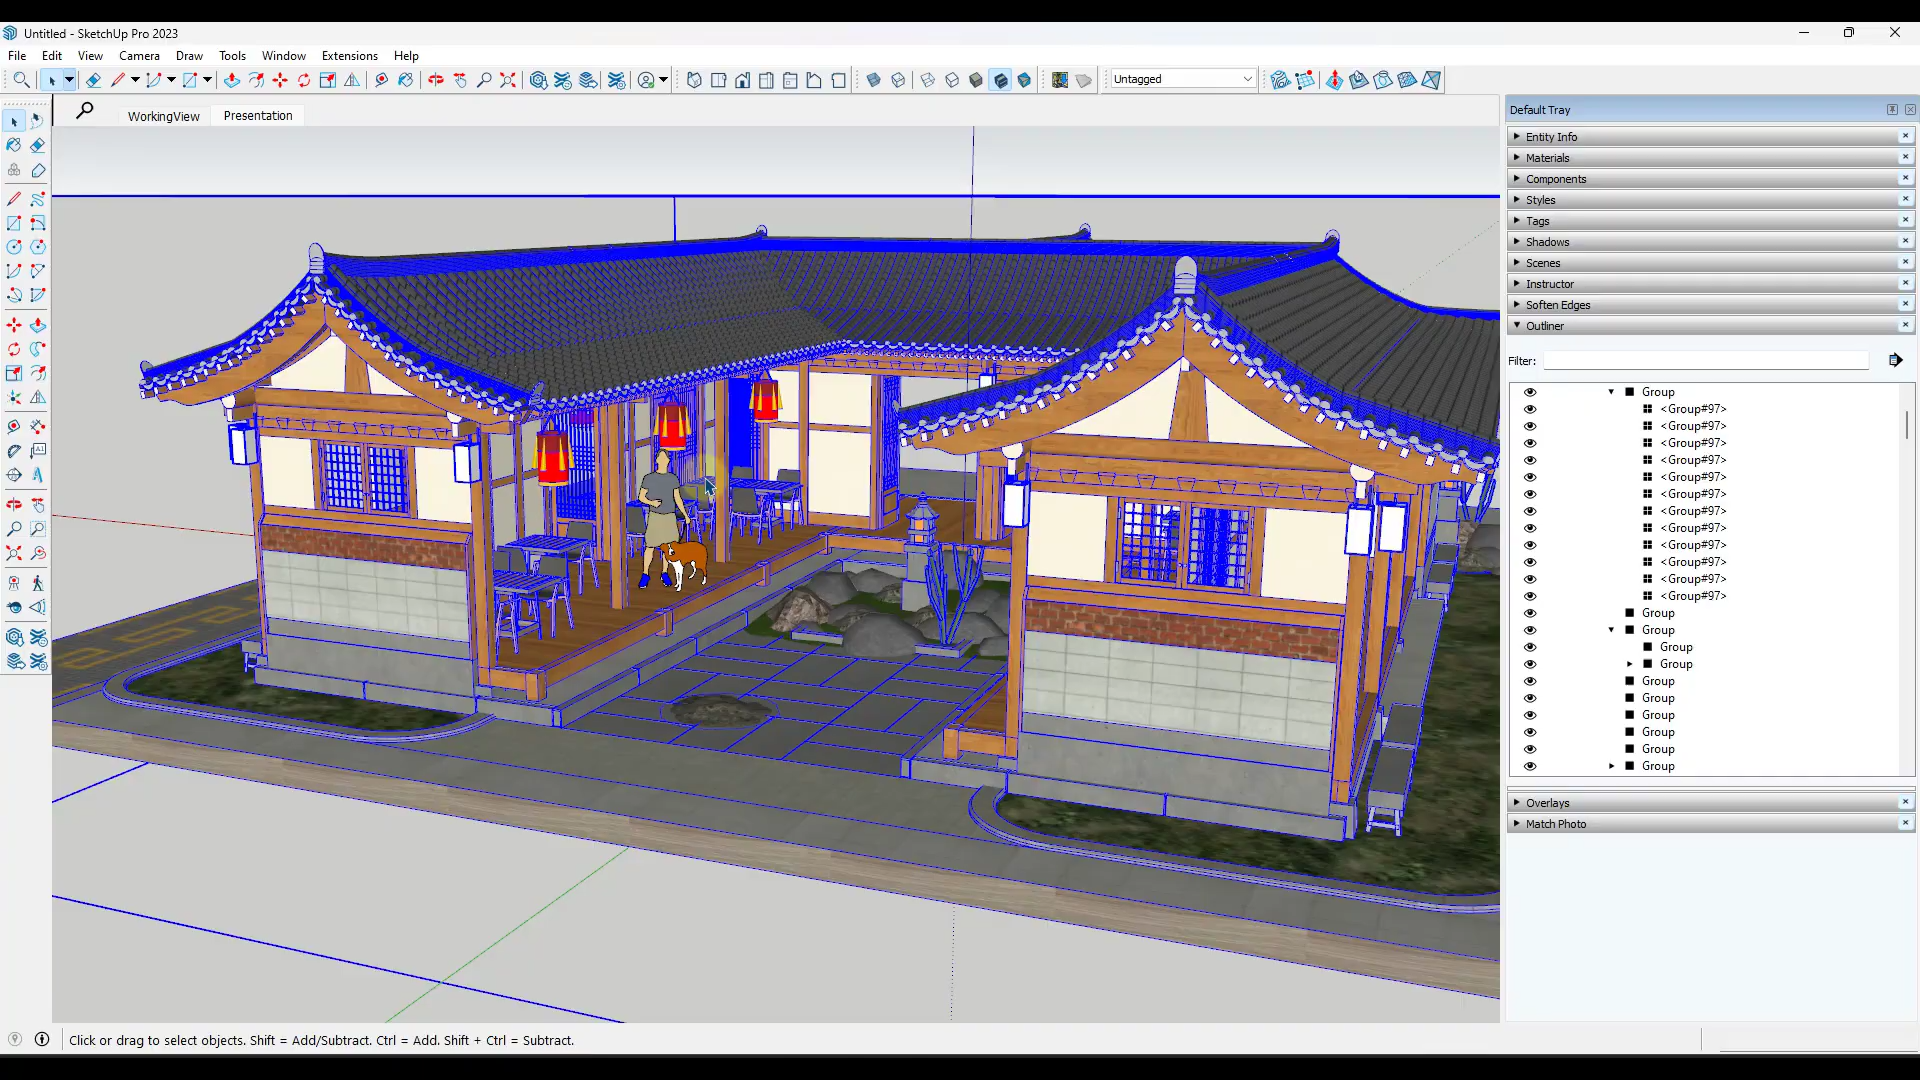 Untitled - SketchUp Pro 2023
File Edit View Camera Draw Tools Window Extensions Help
Untagged
WorkingView Presentation
Default Tray
Entity Info
Materials
Components
Styles
Tags
Shadows
Scenes
Instructor
Soften Edges
Outliner
Filter:
Group
<Group#97>
<Group#97>
<Group#97>
<Group#97>
<Group#97>
<Group#97>
<Group#97>
<Group#97>
<Group#97>
<Group#97>
<Group#97>
<Group#97>
Group
Group
Group
Group
Group
Group
Group
Group
Group
Group
Overlays
Match Photo
Click or drag to select objects. Shift = Add/Subtract. Ctrl = Add. Shift + Ctrl = Subtract.